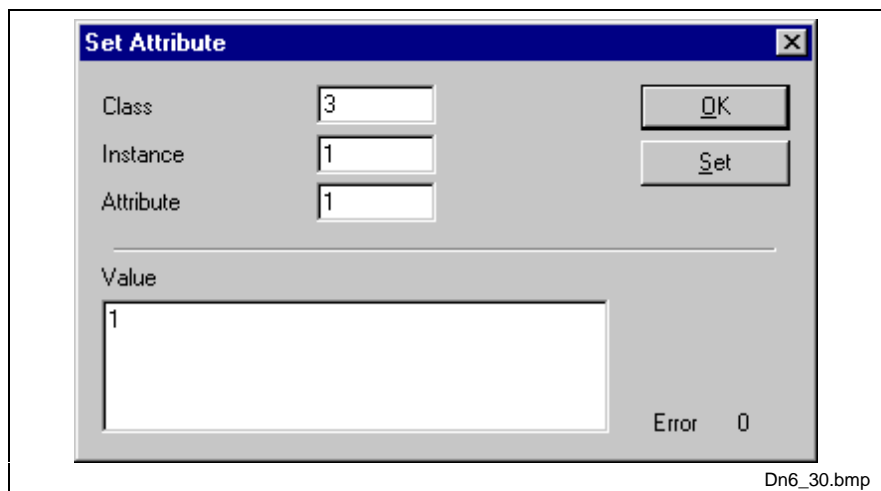 Set Attribute
Class 3
OK
Instance 1
Set
Attribute 1
Value
1
Error 0
Dn6_30.bmp